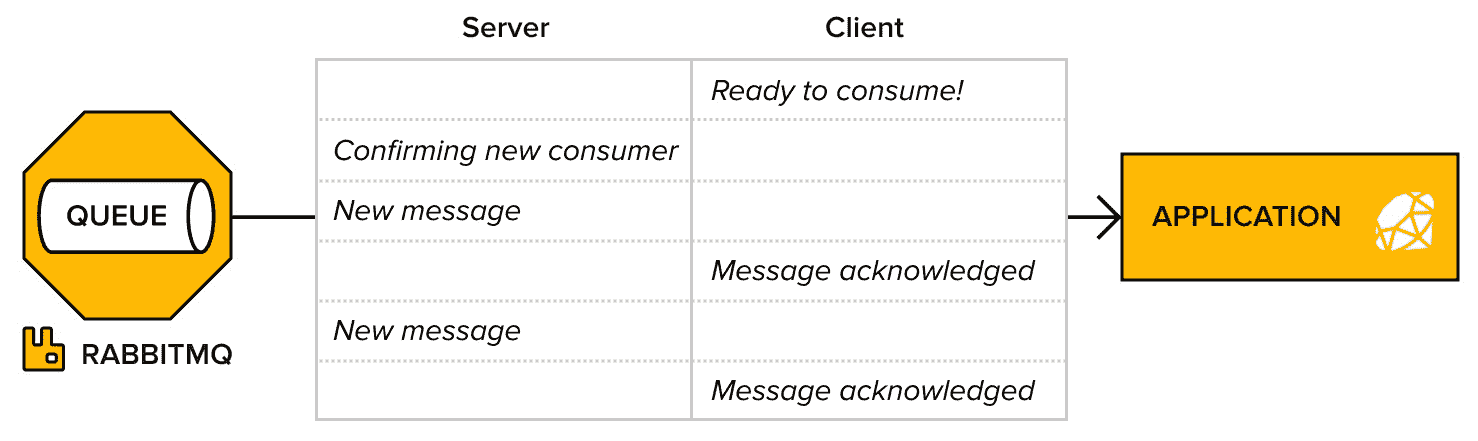 Server Client
Ready to consume!
Confirming new consumer
QUEUE New message APPLICATION
Message acknowledged
New message
RABBITMQ
Message acknowledged